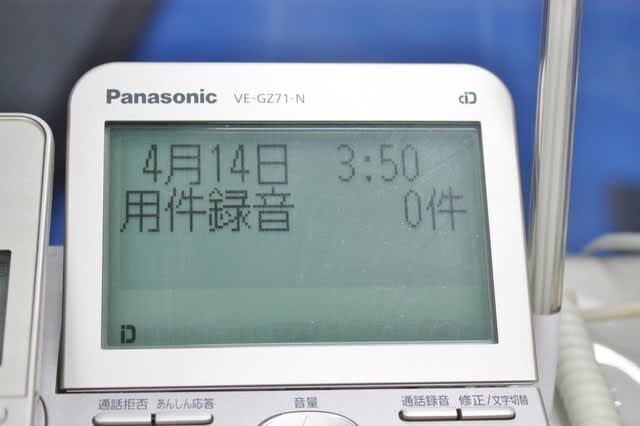 Panasonic VE-GZ71-N iD
4月14日 3:50
用件録音 0件
iD
通話拒否 あんしん応答 音量 通話録音 修正/文字切替